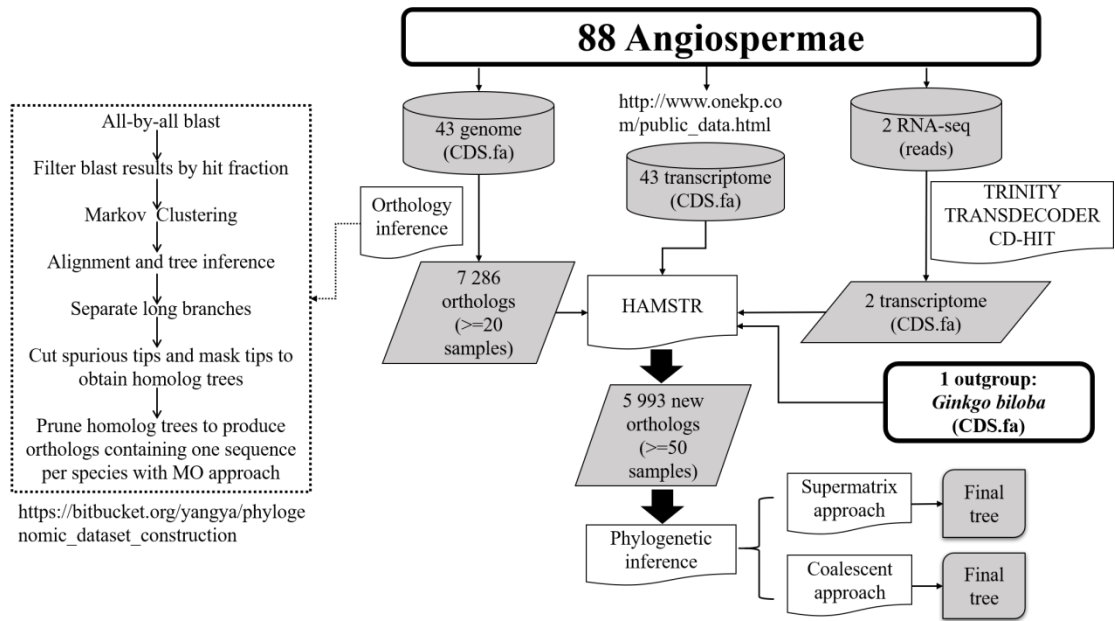 88 Angiospermae
All-by-all blast
Filter blast results by hit fraction
Markov Clustering
Alignment and tree inference
Separate long branches
Cut spurious tips and mask tips to
obtain homolog trees
Prune homolog trees to produce
orthologs containing one sequence
per species with MO approach
https://bitbucket.org/yangya/phyloge
nomic_dataset_construction
Orthology
inference
43 genome
(CDS.fa)
http://www.onekp.co
m/public_data.html
43 transcriptome
(CDS.fa)
2 RNA-seq
(reads)
TRINITY
TRANSDECODER
CD-HIT
7 286
orthologs
(>=20
samples)
HAMSTR
2 transcriptome
(CDS.fa)
1 outgroup:
Ginkgo biloba
(CDS.fa)
5 993 new
orthologs
(>=50
samples)
Phylogenetic
inference
Supermatrix
approach
Final
tree
Coalescent
approach
Final
tree